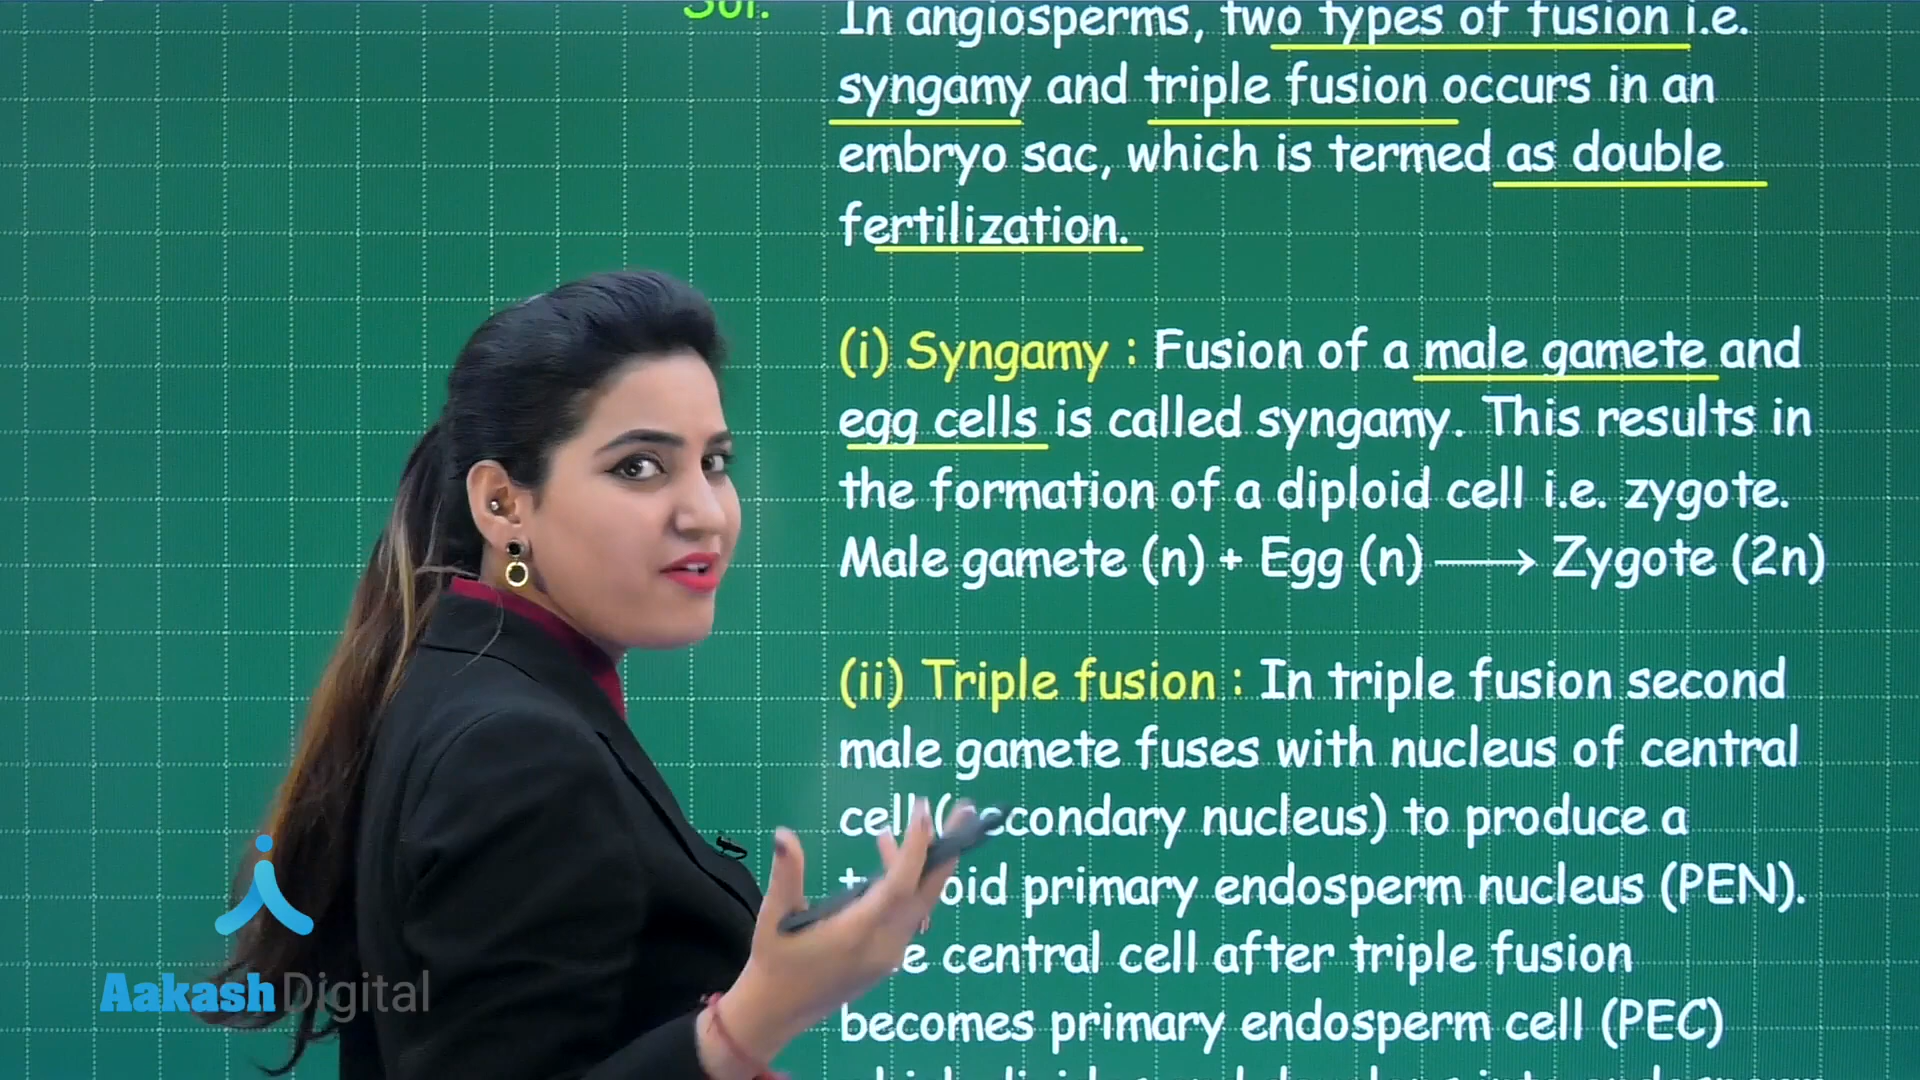 Sol.
In angiosperms, two types of fusion i.e.
syngamy and triple fusion occurs in an
embryo sac, which is termed as double
fertilization.
(i) Syngamy : Fusion of a male gamete and
egg cells is called syngamy. This results in
the formation of a diploid cell i.e. zygote.
Male gamete (n) + Egg (n) ⟶ Zygote (2n)
(ii) Triple fusion : In triple fusion second
male gamete fuses with nucleus of central
cell (secondary nucleus) to produce a
primary endosperm nucleus (PEN).
central cell after triple fusion
becomes primary endosperm cell (PEC)
Aakash Digital